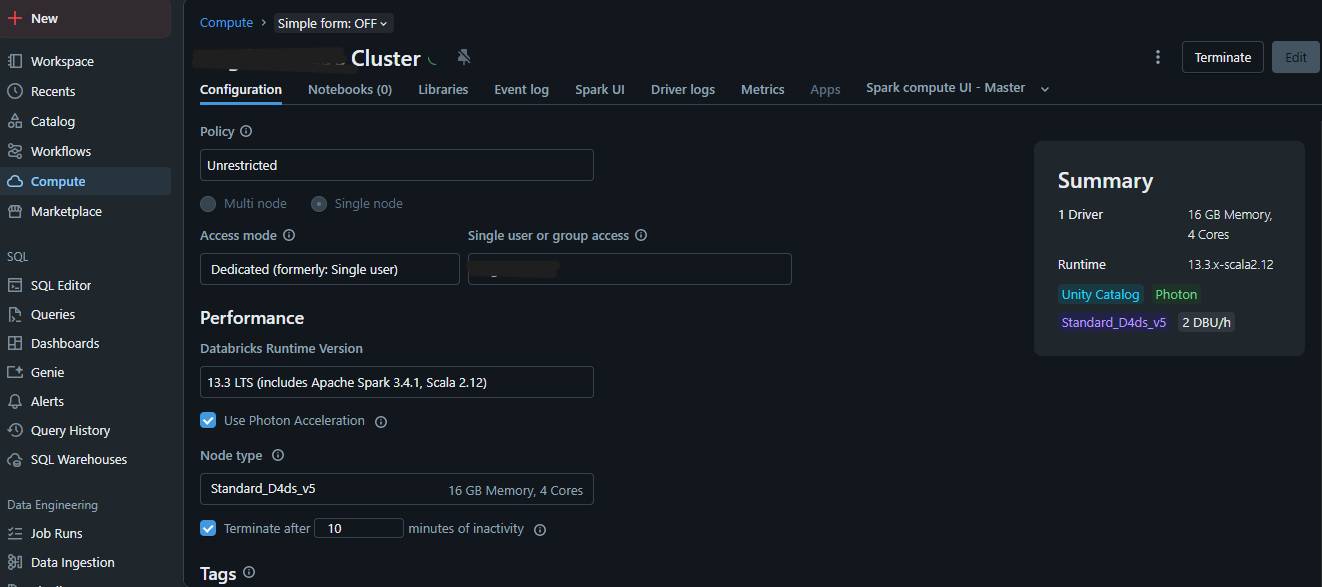 New
Workspace
Recents
Catalog
Workflows
Compute
Marketplace
SQL
SQL Editor
Queries
Dashboards
Genie
Alerts
Query History
SQL Warehouses
Data Engineering
Job Runs
Data Ingestion
Compute › Simple form: OFF
Cluster
Terminate Edit
Configuration Notebooks (0) Libraries Event log Spark UI Driver logs Metrics Apps Spark compute UI - Master
Policy
Unrestricted
Multi node Single node
Access mode Single user or group access
Dedicated (formerly: Single user)
Performance
Databricks Runtime Version
13.3 LTS (includes Apache Spark 3.4.1, Scala 2.12)
Use Photon Acceleration
Node type
Standard_D4ds_v5 16 GB Memory, 4 Cores
Terminate after 10 minutes of inactivity
Tags
Summary
1 Driver 16 GB Memory,
4 Cores
Runtime 13.3.x-scala2.12
Unity Catalog Photon
Standard_D4ds_v5 2 DBU/h